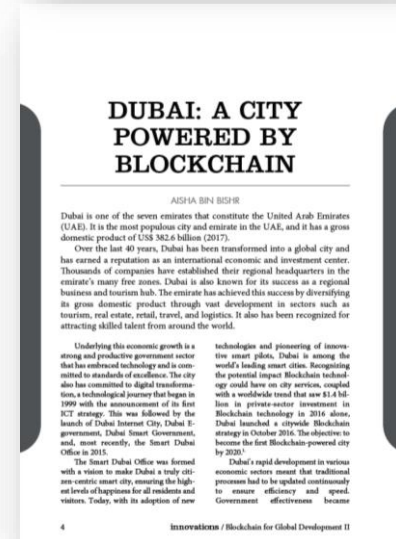 DUBAI: A CITY
POWERED BY
BLOCKCHAIN
AISHA BIN BISHR
Dubai is one of the seven emirates that constitute the United Arab Emirates
(UAE). It is the most populous city and emirate in the UAE, and it has a gross
domestic product of US$ 382.6 billion (2017).
Over the last 40 years, Dubai has been transformed into a global city and
has earned a reputation as an international economic and investment center.
Thousands of companies have established their regional headquarters in the
emirate's many free zones. Dubai is also known for its success as a regional
business and tourism hub. The emirate has achieved this success by diversifying
its gross domestic product through vast development in sectors such as
tourism, real estate, retail, travel, and logistics. It also has been recognized for
attracting skilled talent from around the world.
Underlying this economic growth is a
strong and productive government sector
that has embraced technology and is com-
mitted to standards of excellence. The city
also has committed to digital transforma-
tion, a technological journey that began in
1999 with the announcement of its first
ICT strategy. This was followed by the
launch of Dubai Internet City, Dubai E-
government, Dubai Smart Government,
and, most recently, the Smart Dubai
Office in 2015.
The Smart Dubai Office was formed
with a vision to make Dubai a truly citi-
zen-centric smart city, ensuring the high-
est levels of happiness for all residents and
visitors. Today, with its adoption of new
technologies and pioneering of innova-
tive smart pilots, Dubai is among the
world's leading smart cities. Recognizing
the potential impact Blockchain technol-
ogy could have on city services, coupled
with a worldwide trend that saw $1.4 bil-
lion in private-sector investment in
Blockchain technology in 2016 alone,
Dubai launched a citywide Blockchain
strategy in October 2016. The objective: to
become the first Blockchain-powered city
by 2020.¹
Dubai's rapid development in various
economic sectors meant that traditional
processes had to be updated continuously
to ensure efficiency and speed.
Government effectiveness became
4
innovations / Blockchain for Global Development II